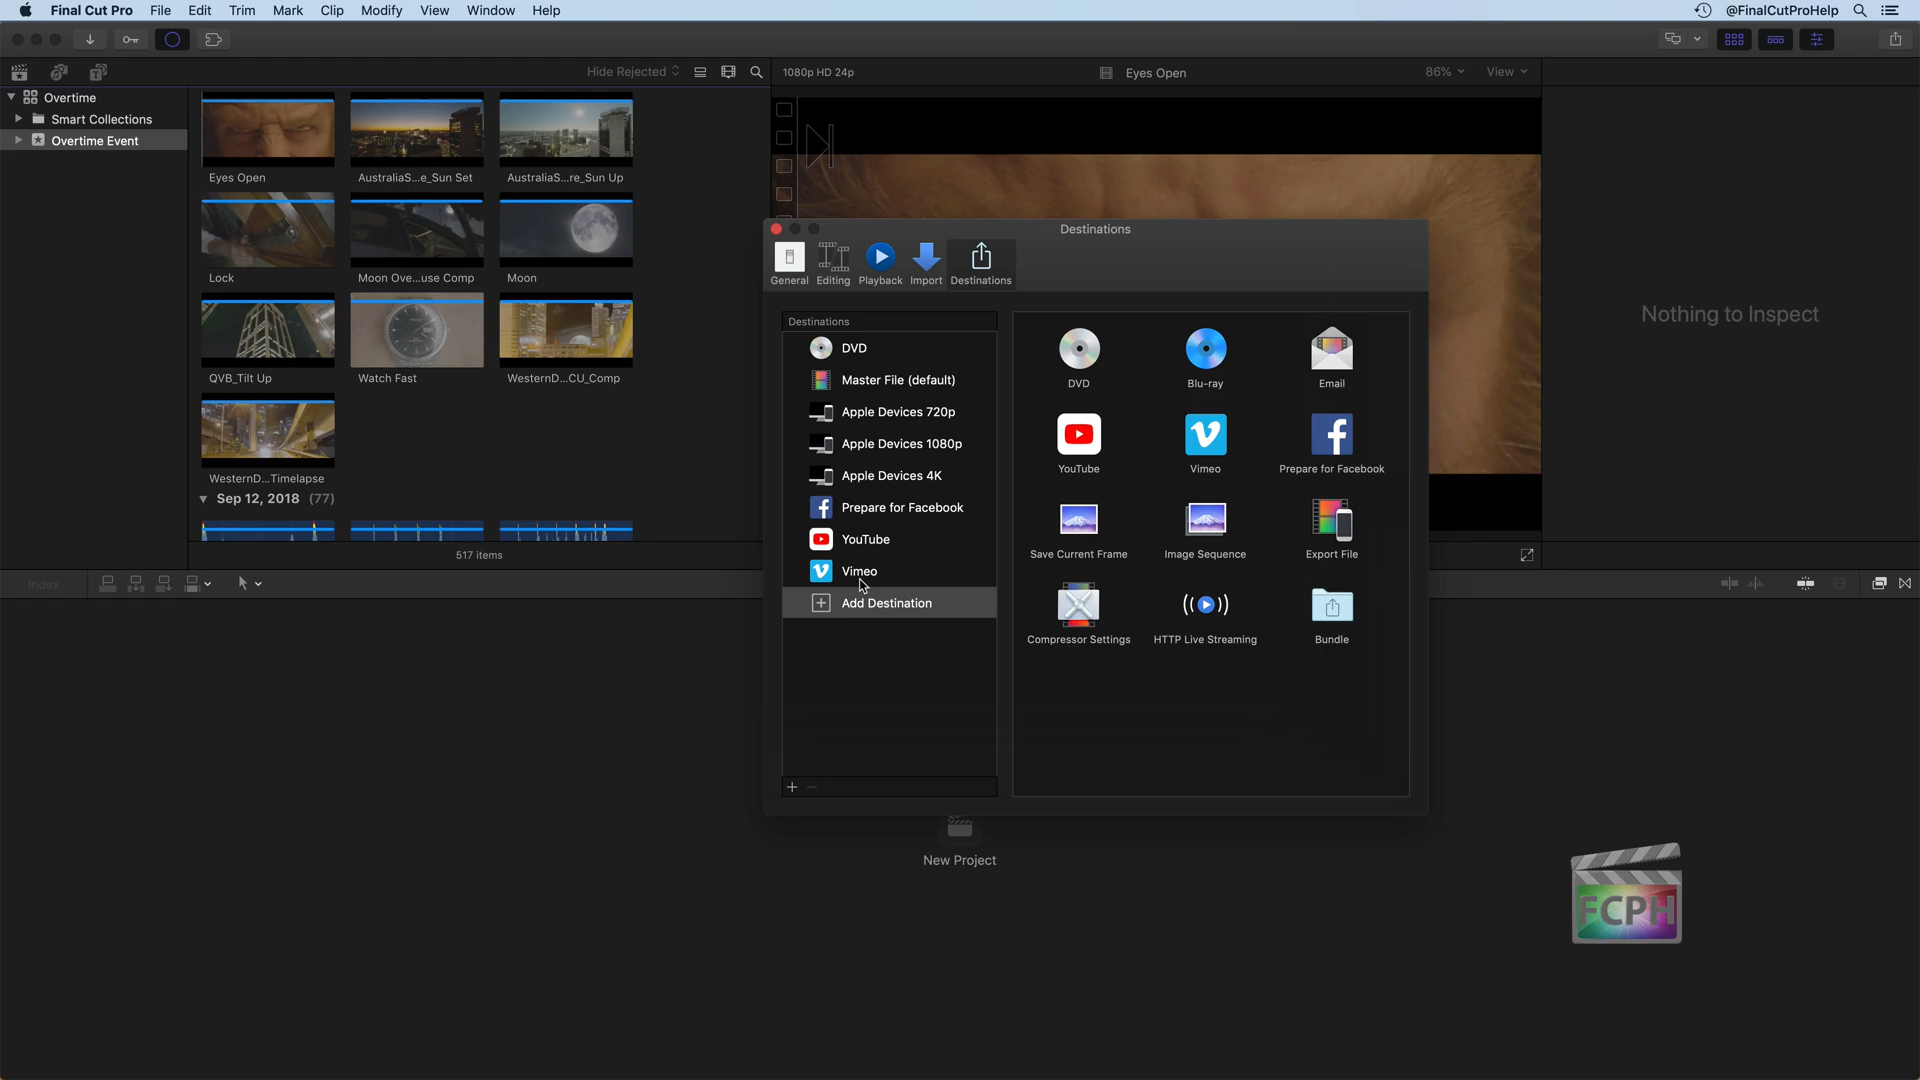 Final Cut Pro File Edit Trim Mark Clip Modify View Window Help @FinalCutProHelp
Hide Rejected 1080p HD 24p Eyes Open 86% View
Overtime
Smart Collections
Overtime Event
Eyes Open AustraliaS...e_Sun Set AustraliaS...re_Sun Up
Lock Moon Ove...use Comp Moon
QVB_Tilt Up Watch Fast WesternD...CU_Comp
WesternD...Timelapse
Sep 12, 2018 (77)
517 items
Index
Nothing to Inspect
Destinations
General Editing Playback Import Destinations
Destinations
DVD
Master File (default)
Apple Devices 720p
Apple Devices 1080p
Apple Devices 4K
Prepare for Facebook
YouTube
Vimeo
Add Destination
DVD Blu-ray Email
YouTube Vimeo Prepare for Facebook
Save Current Frame Image Sequence Export File
Compressor Settings HTTP Live Streaming Bundle
New Project
FCPH